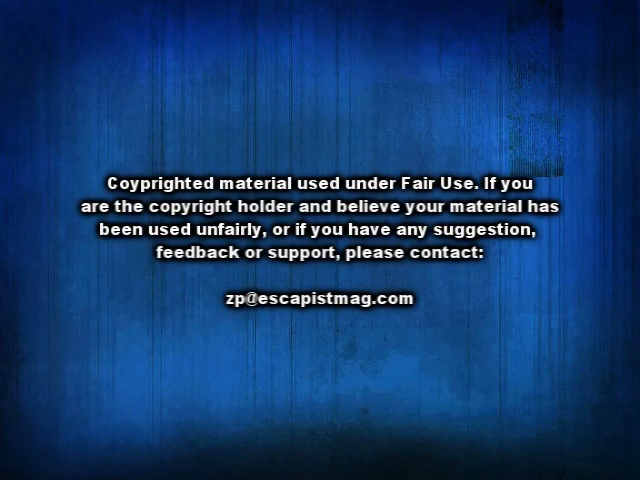 Coyprighted material used under Fair Use. If you
are the copyright holder and believe your material has
been used unfairly, or if you have any suggestion,
feedback or support, please contact:
zp@escapistmag.com